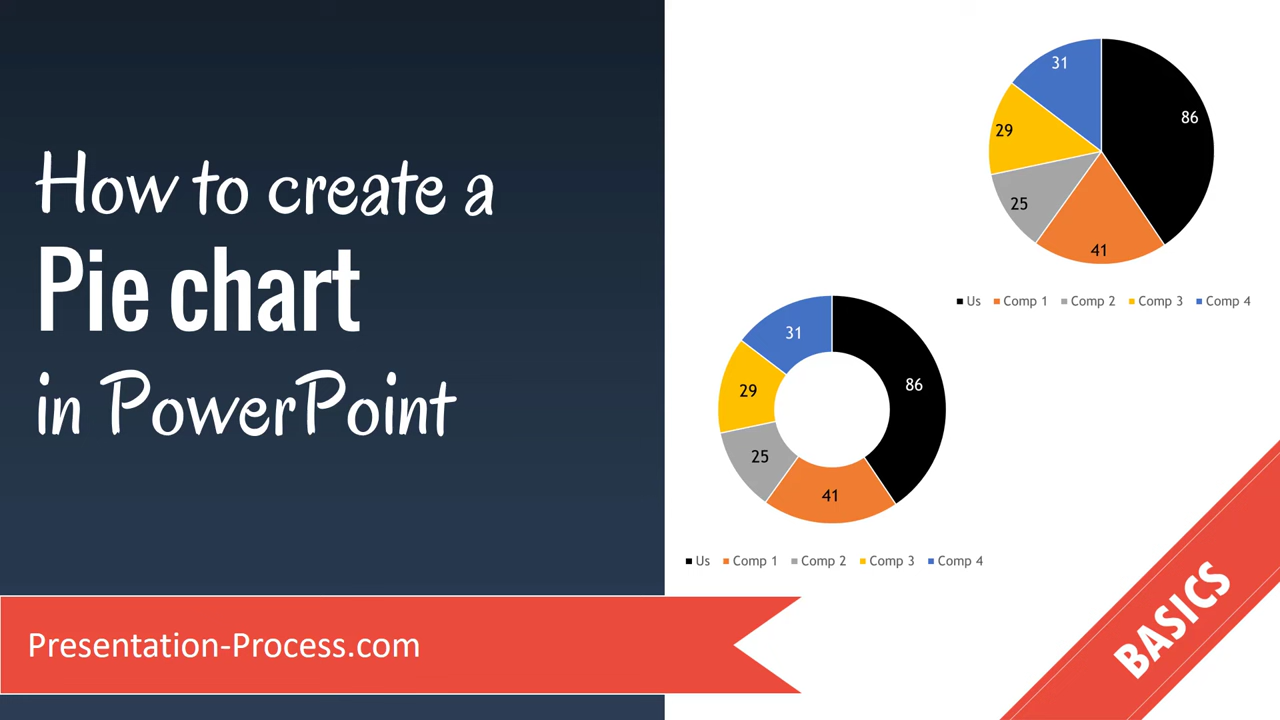 How to create a
Pie chart
in PowerPoint
Presentation-Process.com
31
86
29
25
41
Us Comp 1 Comp 2 Comp 3 Comp 4
31
86
29
25
41
Us Comp 1 Comp 2 Comp 3 Comp 4
BASICS